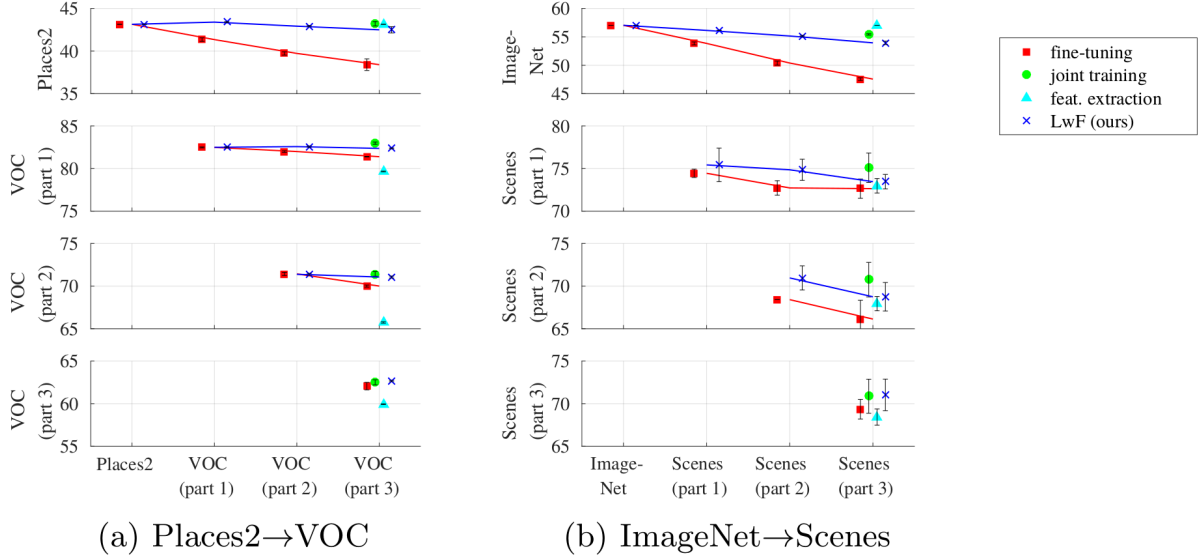 Places2
45
40
35
VOC
(part 1)
85
80
75
VOC
(part 2)
75
70
65
VOC
(part 3)
65
60
55
Places2
VOC
(part 1)
VOC
(part 2)
VOC
(part 3)
(a) Places2→VOC
Image-
Net
60
55
50
45
Scenes
(part 1)
80
75
70
Scenes
(part 2)
75
70
65
Scenes
(part 3)
75
70
65
Image-
Net
Scenes
(part 1)
Scenes
(part 2)
Scenes
(part 3)
(b) ImageNet→Scenes
fine-tuning
joint training
feat. extraction
LwF (ours)